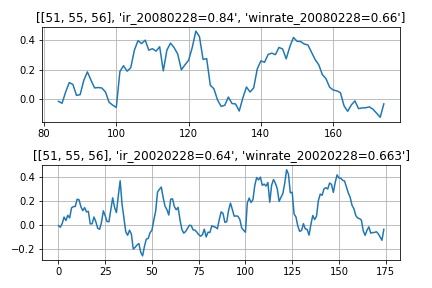 [[51, 55, 56], 'ir_20080228=0.84', 'winrate_20080228=0.66']
0.4
0.2
0.0
80 100 120 140 160
[[51, 55, 56], 'ir_20020228=0.64', 'winrate_20020228=0.663']
0.4
0.2
0.0
−0.2
0 25 50 75 100 125 150 175